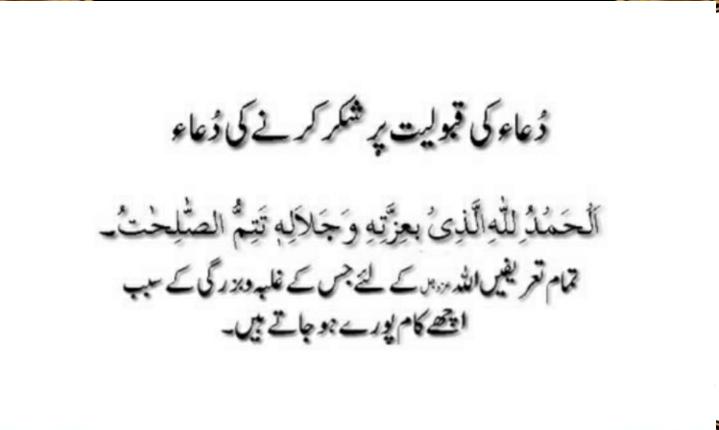 دُعاء کی قبولیت پر شکر کرنے کی دُعاء
اَلْحَمْدُ لِلّٰهِ الَّذِیْ بِعِزَّتِهٖ وَجَلَالِهٖ تَتِمُّ الصّٰلِحٰتُ۔
تمام تعریفیں اللہ عزوجل کے لئے جس کے غلبہ و بزرگی کے سبب
اچھے کام پورے ہو جاتے ہیں۔